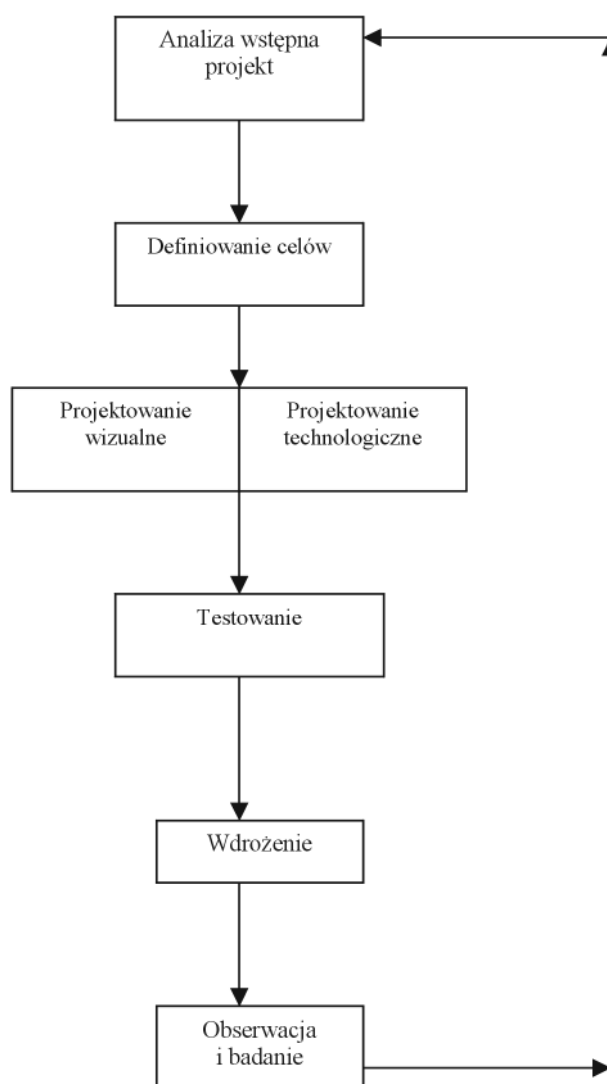 Analiza wstępna
projekt
Definiowanie celów
Projektowanie
wizualne
Projektowanie
technologiczne
Testowanie
Wdrożenie
Obserwacja
i badanie